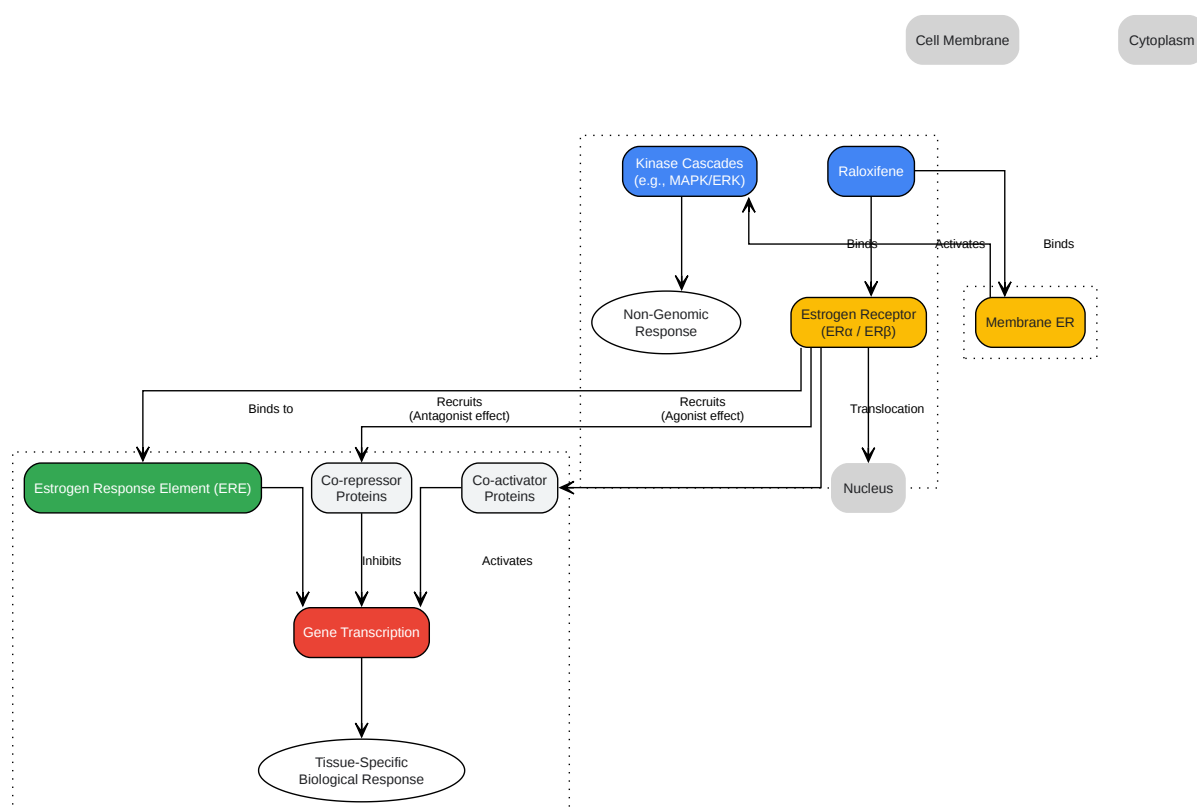 Cell Membrane
Cytoplasm
Kinase Cascades
(e.g., MAPK/ERK)
Raloxifene
Binds
Activates
Binds
Non-Genomic
Response
Estrogen Receptor
(ERα / ERβ)
Membrane ER
Binds to
Recruits
(Antagonist effect)
Recruits
(Agonist effect)
Translocation
Estrogen Response Element (ERE)
Co-repressor
Proteins
Co-activator
Proteins
Nucleus
Inhibits
Activates
Gene Transcription
Tissue-Specific
Biological Response